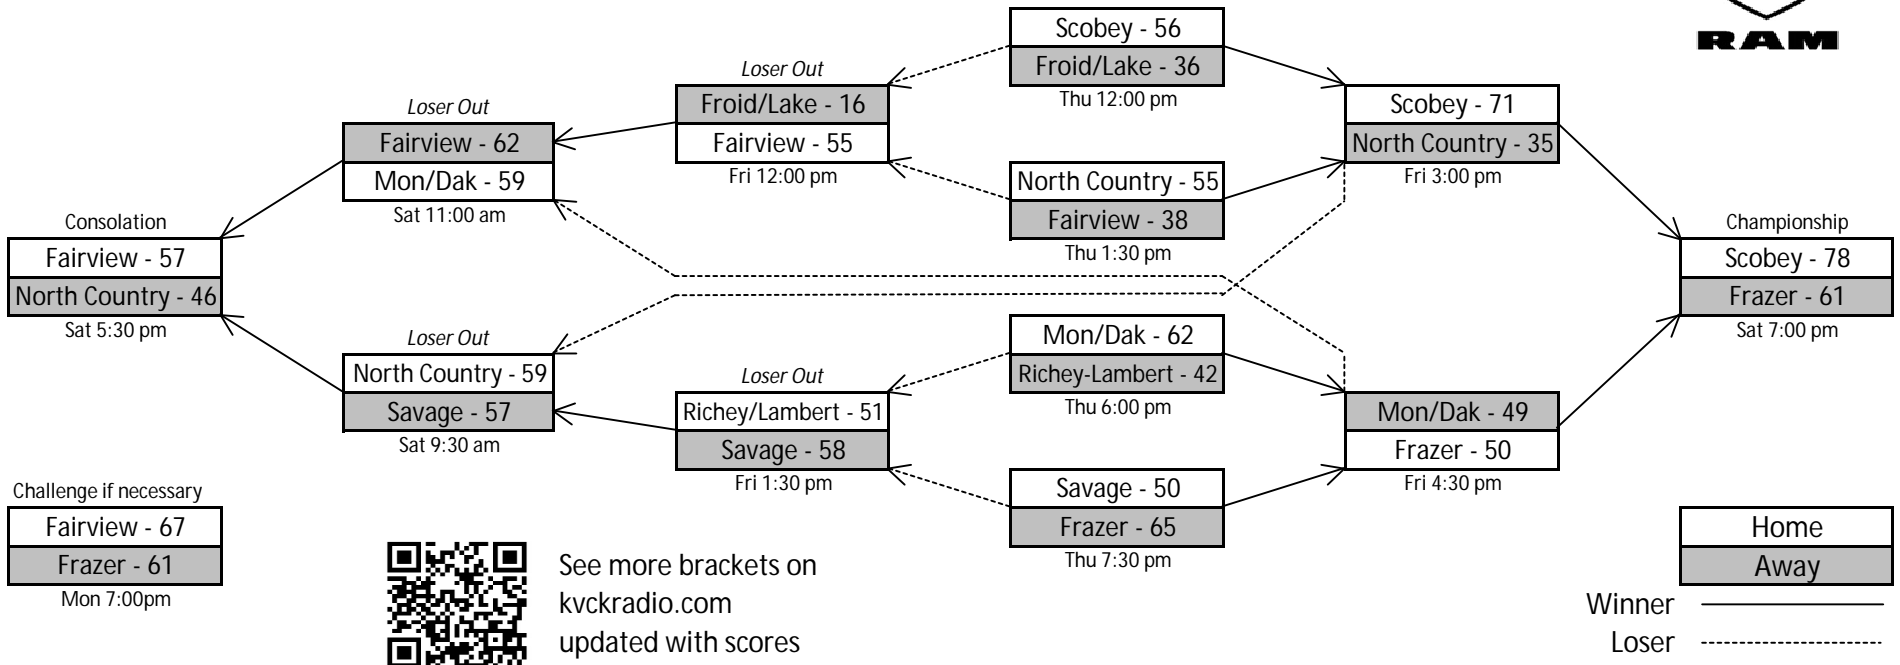 RAM
Scobey - 56
Froid/Lake - 36
Thu 12:00 pm
Loser Out
Froid/Lake - 16
Fairview - 55
Fri 12:00 pm
Loser Out
Fairview - 62
Mon/Dak - 59
Sat 11:00 am
Scobey - 71
North Country - 35
Fri 3:00 pm
North Country - 55
Fairview - 38
Thu 1:30 pm
Consolation
Fairview - 57
North Country - 46
Sat 5:30 pm
Championship
Scobey - 78
Frazer - 61
Sat 7:00 pm
Loser Out
North Country - 59
Savage - 57
Sat 9:30 am
Loser Out
Richey/Lambert - 51
Savage - 58
Fri 1:30 pm
Mon/Dak - 62
Richey-Lambert - 42
Thu 6:00 pm
Mon/Dak - 49
Frazer - 50
Fri 4:30 pm
Savage - 50
Frazer - 65
Thu 7:30 pm
Challenge if necessary
Fairview - 67
Frazer - 61
Mon 7:00pm
See more brackets on
kvckradio.com
updated with scores
Home
Away
Winner
Loser